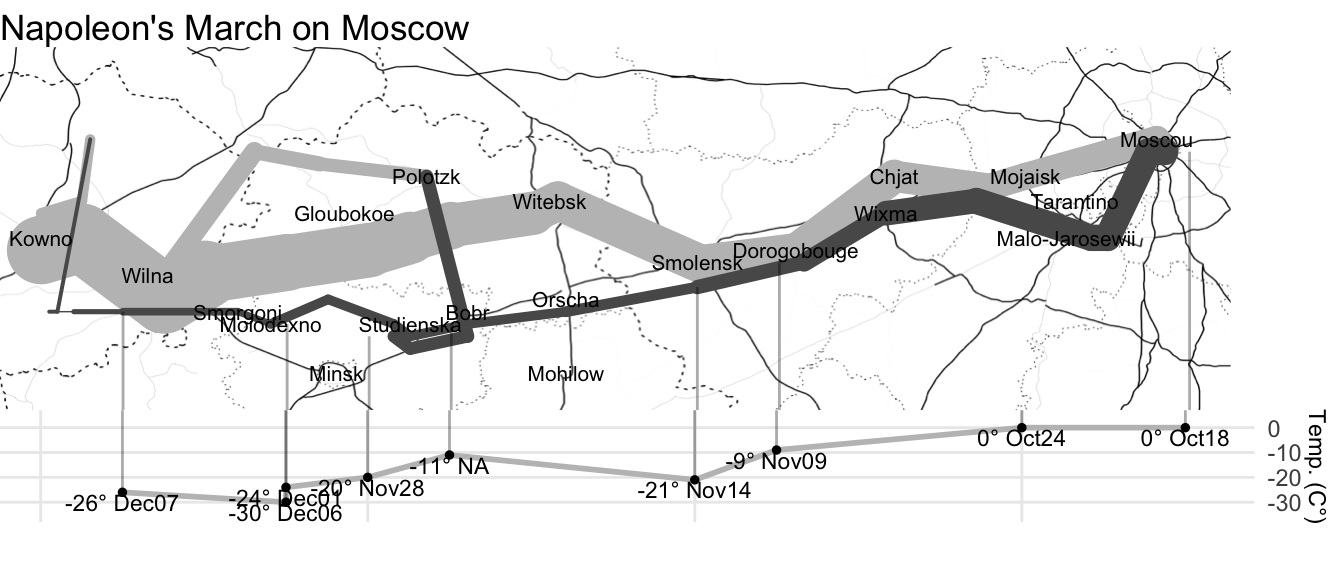 Napoleon's March on Moscow
Moscou
Polotzk
Chjat
Mojaisk
Witebsk
Tarantino
Gloubokoe
Wixma
Kowno
Malo-Jarosewii
Dorogobouge
Smolensk
Wilna
Orscha
Smorgoni
Bobr
Molodexno
Studienska
Minsk
Mohilow
0
0° Oct24
0° Oct18
-10
-9° Nov09
-11° NA
-20
-20° Nov28
-21° Nov14
-26° Dec07
-24° Dec01
-30
-30° Dec06
Temp. (C°)